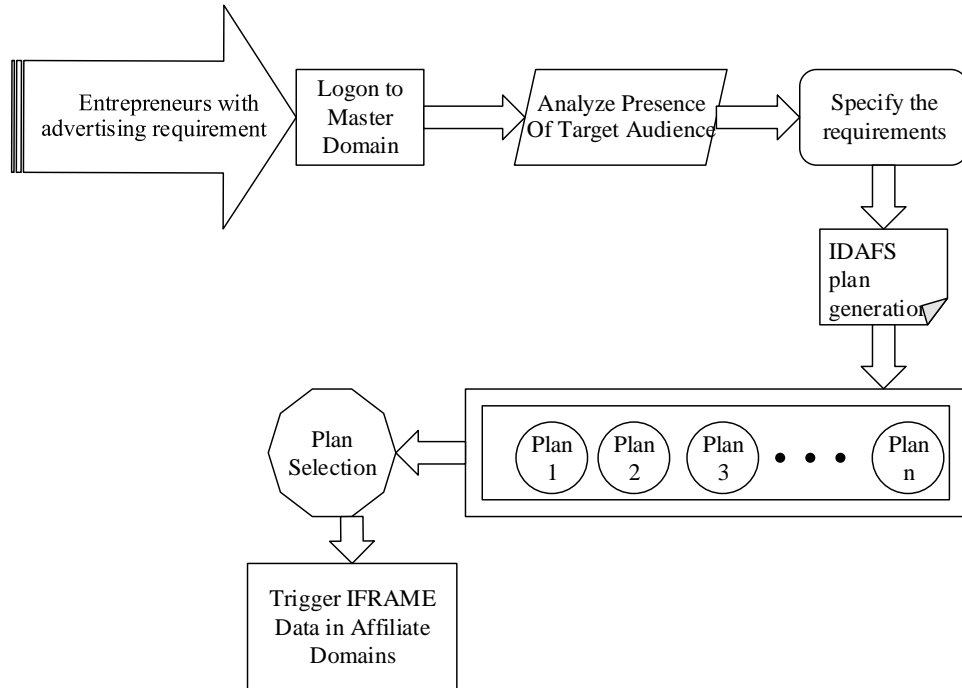 Entrepreneurs with
advertising requirement
Logon to
Master
Domain
Analyze Presence
Of Target Audience
Specify the
requirements
IDAFS
plan
generation
Plan
1
Plan
2
Plan
3
Plan
n
Plan
Selection
Trigger IFRAME
Data in Affiliate
Domains